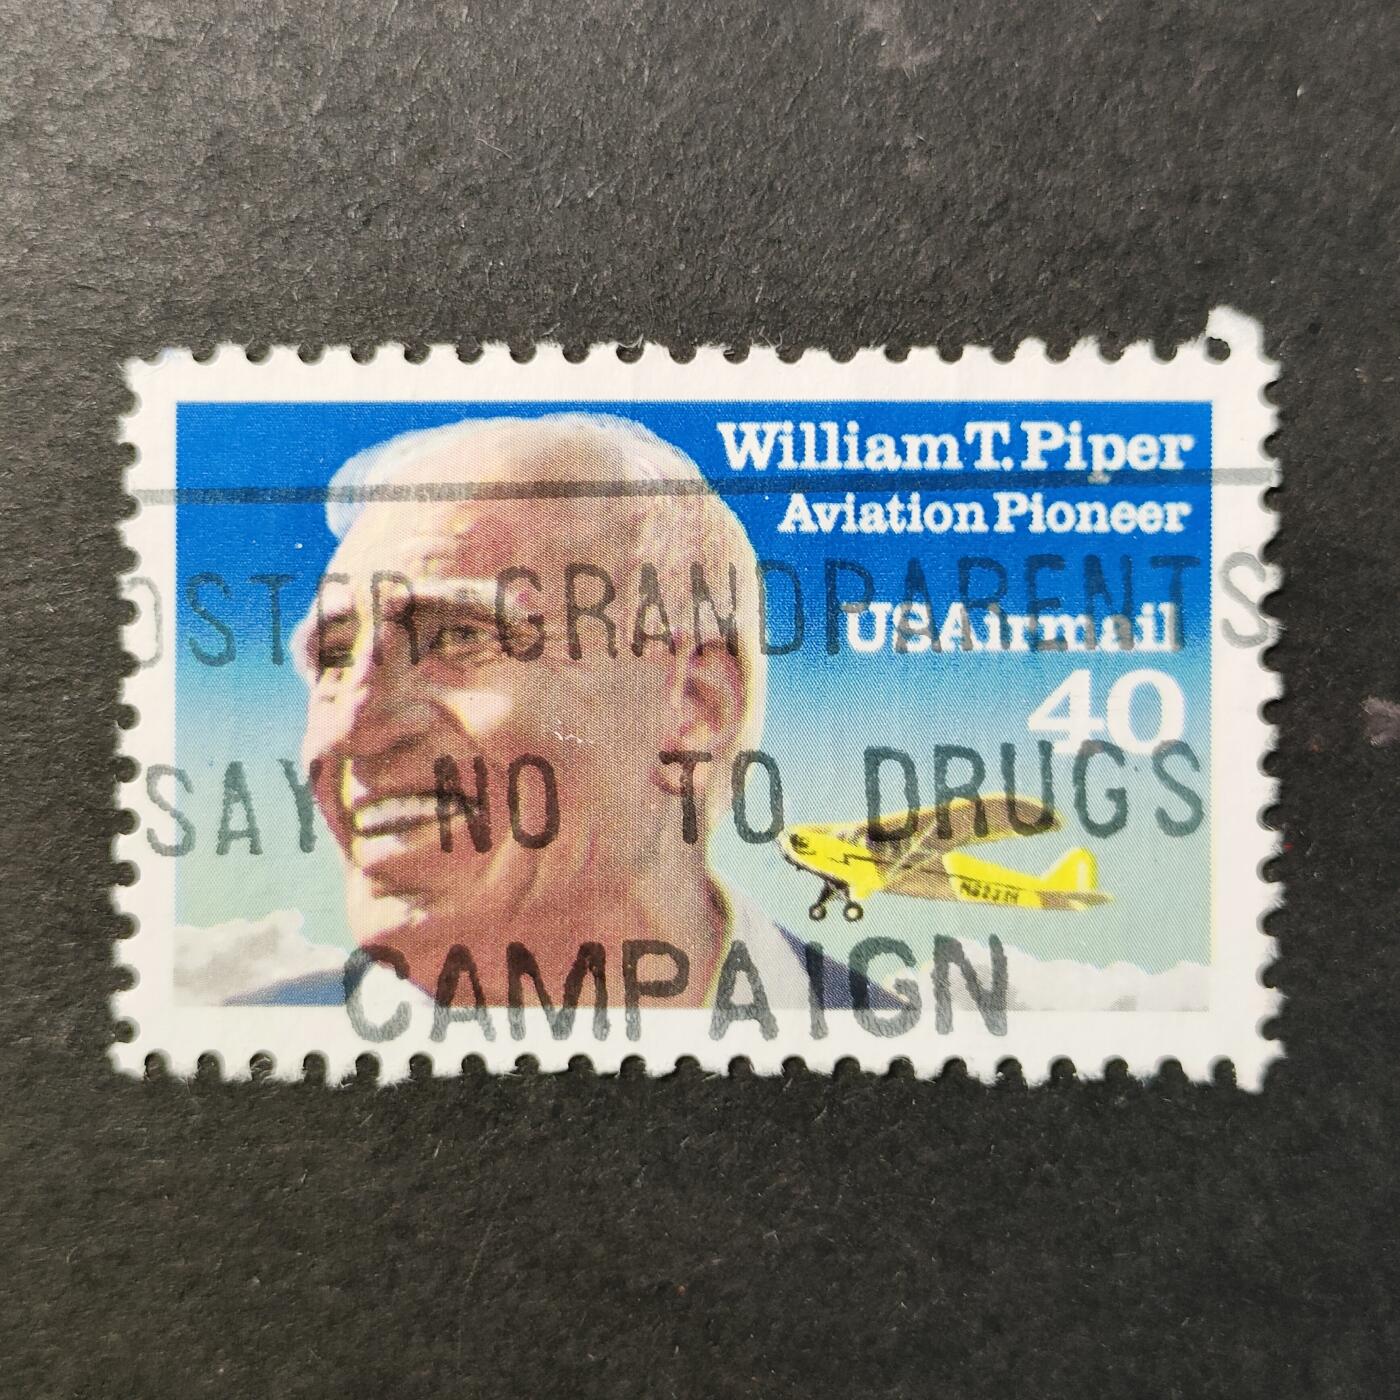 William T. Piper
Aviation Pioneer
OSTER GRANDPARENTS
USAirmail
40
SAY NO TO DRUGS
CAMPAIGN